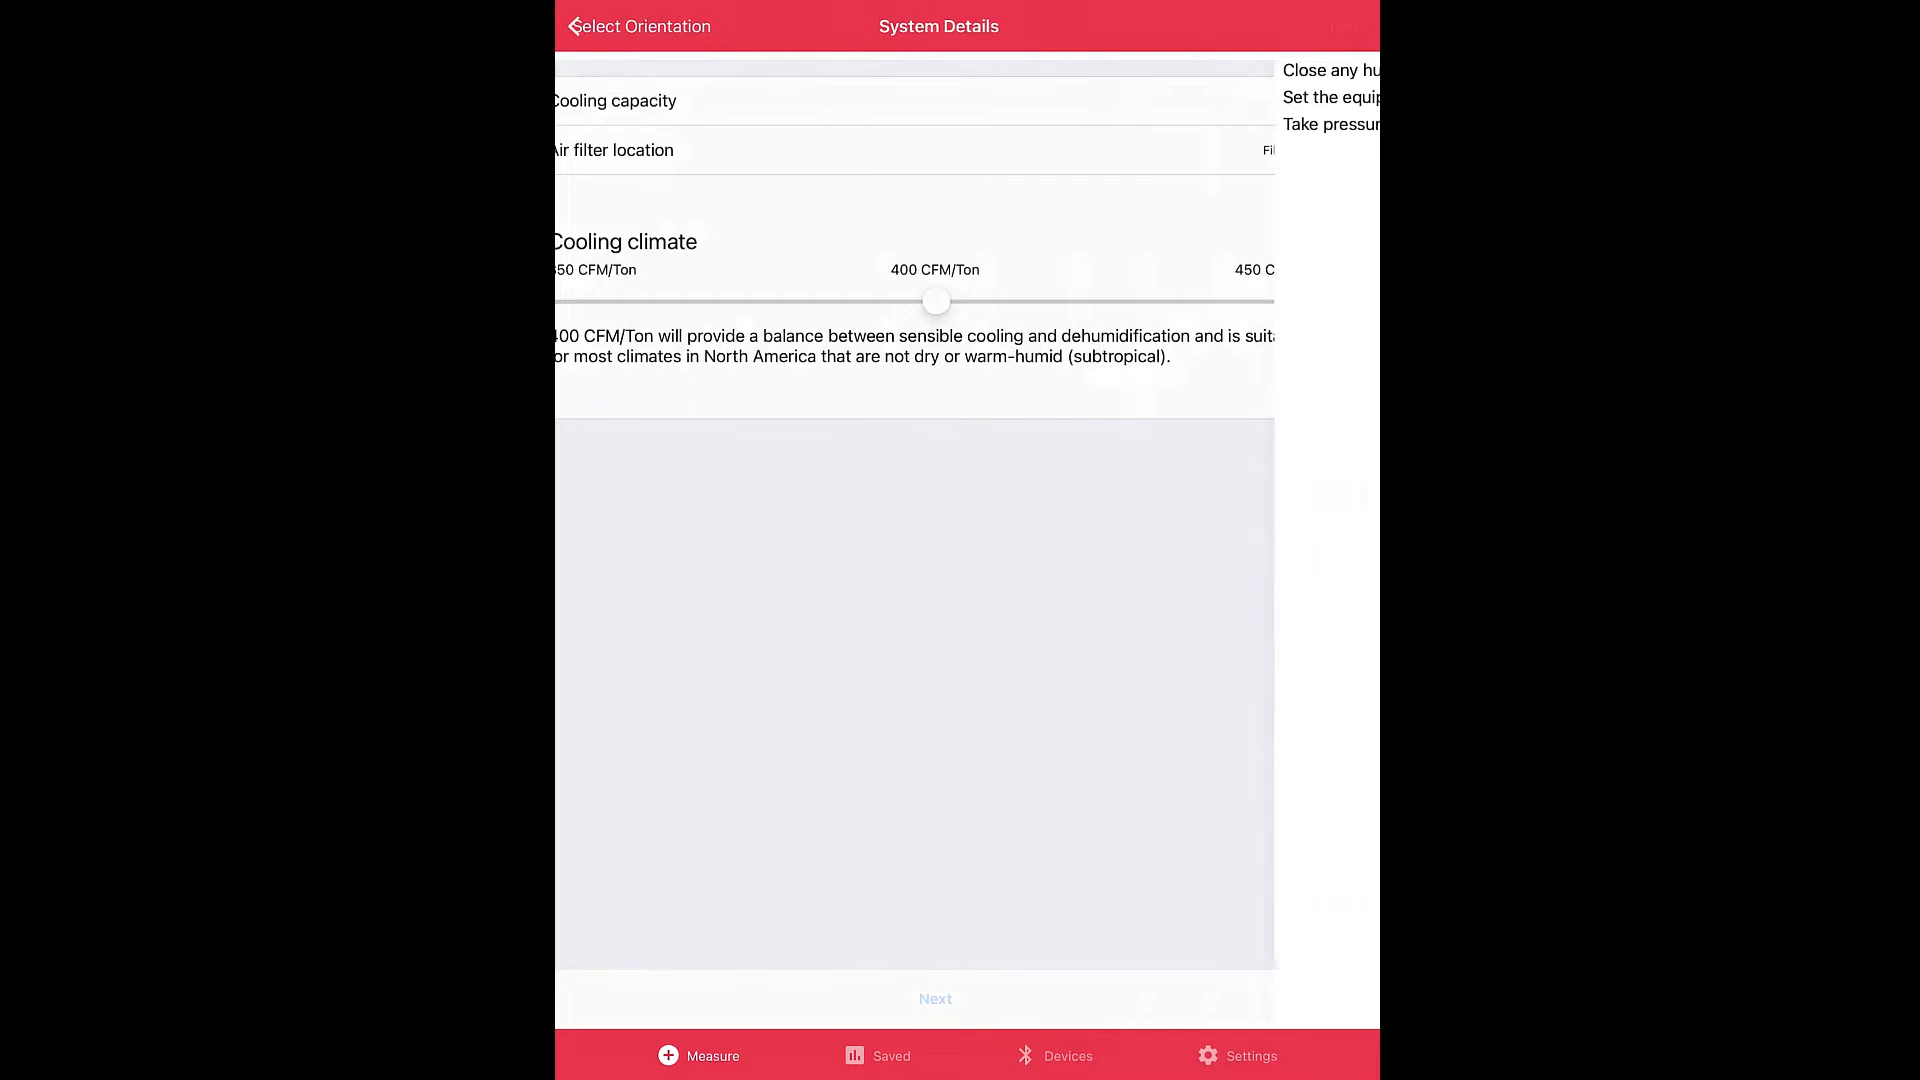 Select Orientation
System Details
Cooling capacity
Air filter location
Fil
Cooling climate
350 CFM/Ton
400 CFM/Ton
450 C
400 CFM/Ton will provide a balance between sensible cooling and dehumidification and is suita
or most climates in North America that are not dry or warm-humid (subtropical).
Close any hu
Set the equip
Take pressur
Next
Measure
Saved
Devices
Settings